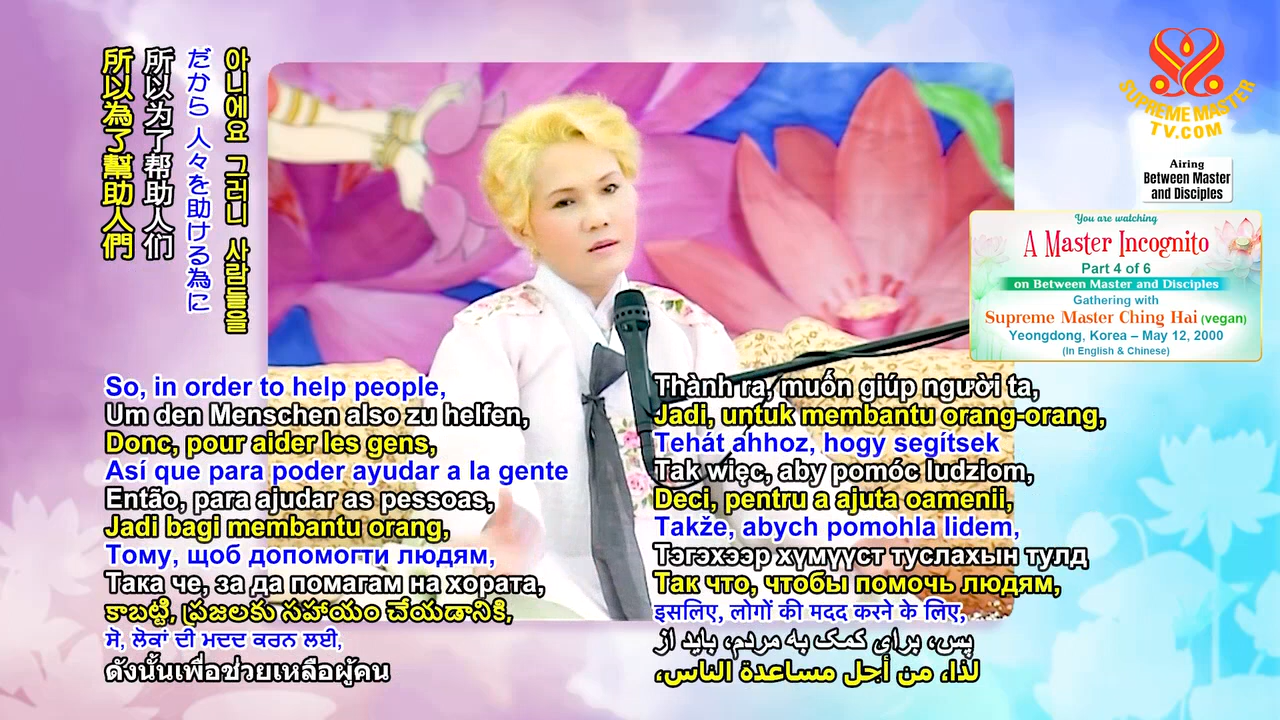 所以為了幫助人們
所以为了帮助人们
だから 人々を助ける為に
아니에요 그러니 사람들을
SUPREME MASTER
TV.COM
Airing
Between Master
and Disciples
You are watching
A Master Incognito
Part 4 of 6
on Between Master and Disciples
Gathering with
Supreme Master Ching Hai (vegan)
Yeongdong, Korea – May 12, 2000
(In English & Chinese)
So, in order to help people,
Um den Menschen also zu helfen,
Donc, pour aider les gens,
Así que para poder ayudar a la gente
Então, para ajudar as pessoas,
Jadi bagi membantu orang,
Тому, щоб допомогти людям,
Така че, за да помагам на хората,
కాబట్టి, ప్రజలకు సహాయం చేయడానికి,
ਸੋ, ਲੋਕਾਂ ਦੀ ਮਦਦ ਕਰਨ ਲਈ,
ดังนั้นเพื่อช่วยเหลือผู้คน
Thành ra, muốn giúp người ta,
Jadi, untuk membantu orang-orang,
Tehát ahhoz, hogy segítsek
Tak więc, aby pomóc ludziom,
Deci, pentru a ajuta oamenii,
Takže, abych pomohla lidem,
Тэгэхээр хүмүүст туслахын тулд
Так что, чтобы помочь людям,
इसलिए, लोगों की मदद करने के लिए,
پس، برای کمک به مردم، باید از
لذا، من أجل مساعدة الناس،